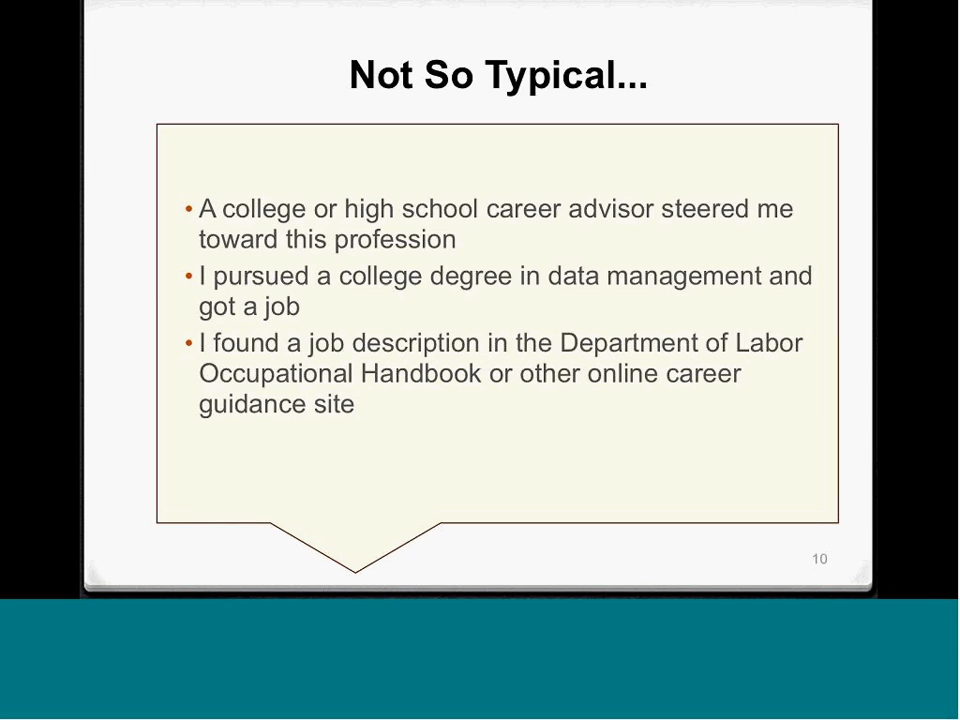 Not So Typical...
• A college or high school career advisor steered me
toward this profession
• I pursued a college degree in data management and
got a job
• I found a job description in the Department of Labor
Occupational Handbook or other online career
guidance site
10